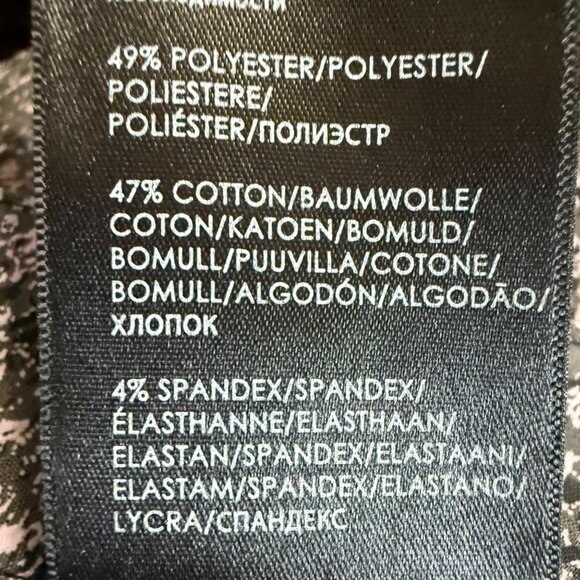 49% POLYESTER/POLYESTER/
POLIESTERE/
POLIÉSTER/ПОЛИЭСТР
47% COTTON/BAUMWOLLE/
COTON/KATOEN/BOMULD/
BOMULL/PUUVILLA/COTONE/
BOMULL/ALGODÓN/ALGODÃO/
ХЛОПОК
4% SPANDEX/SPANDEX/
ÉLASTHANNE/ELASTHAAN/
ELASTAN/SPANDEX/ELASTAANI/
ELASTAM/SPANDEX/ELASTANO/
LYCRA/СПАНДЕКС